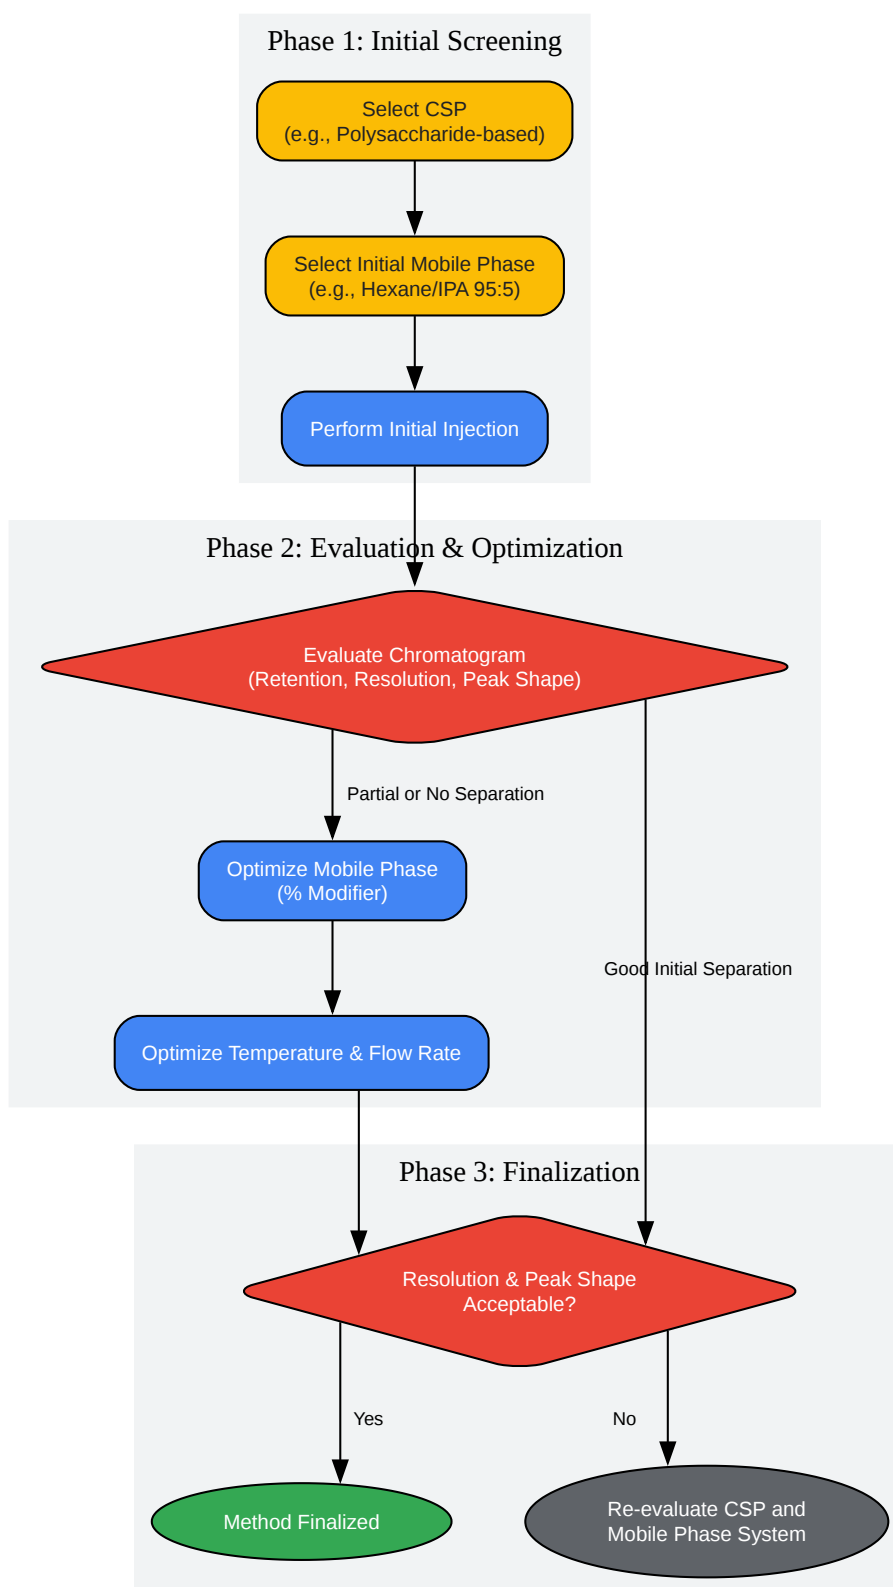 Phase 1: Initial Screening
Select CSP
(e.g., Polysaccharide-based)
Select Initial Mobile Phase
(e.g., Hexane/IPA 95:5)
Perform Initial Injection
Phase 2: Evaluation & Optimization
Evaluate Chromatogram
(Retention, Resolution, Peak Shape)
Partial or No Separation
Optimize Mobile Phase
(% Modifier)
Good Initial Separation
Optimize Temperature & Flow Rate
Phase 3: Finalization
Resolution & Peak Shape
Acceptable?
Yes
No
Method Finalized
Re-evaluate CSP and
Mobile Phase System